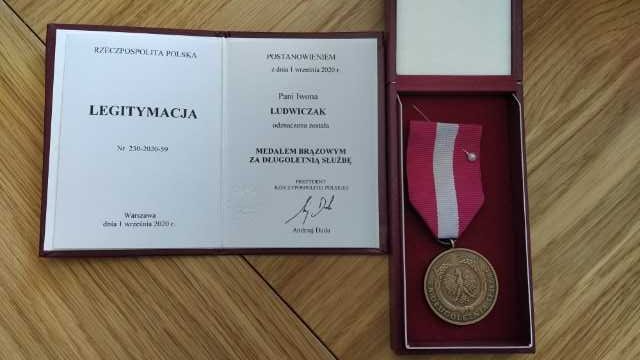 RZECZPOSPOLITA POLSKA
LEGITYMACJA
Nr 230-2020-59
Warszawa
dnia 1 września 2020 r.
POSTANOWIENIEM
z dnia 1 września 2020 r.
Pani Iwona
LUDWICZAK
odznaczona została
MEDALEM BRĄZOWYM
ZA DŁUGOLETNIĄ SŁUŻBĘ
PREZYDENT
RZECZYPOSPOLITEJ POLSKIEJ
Andrzej Duda